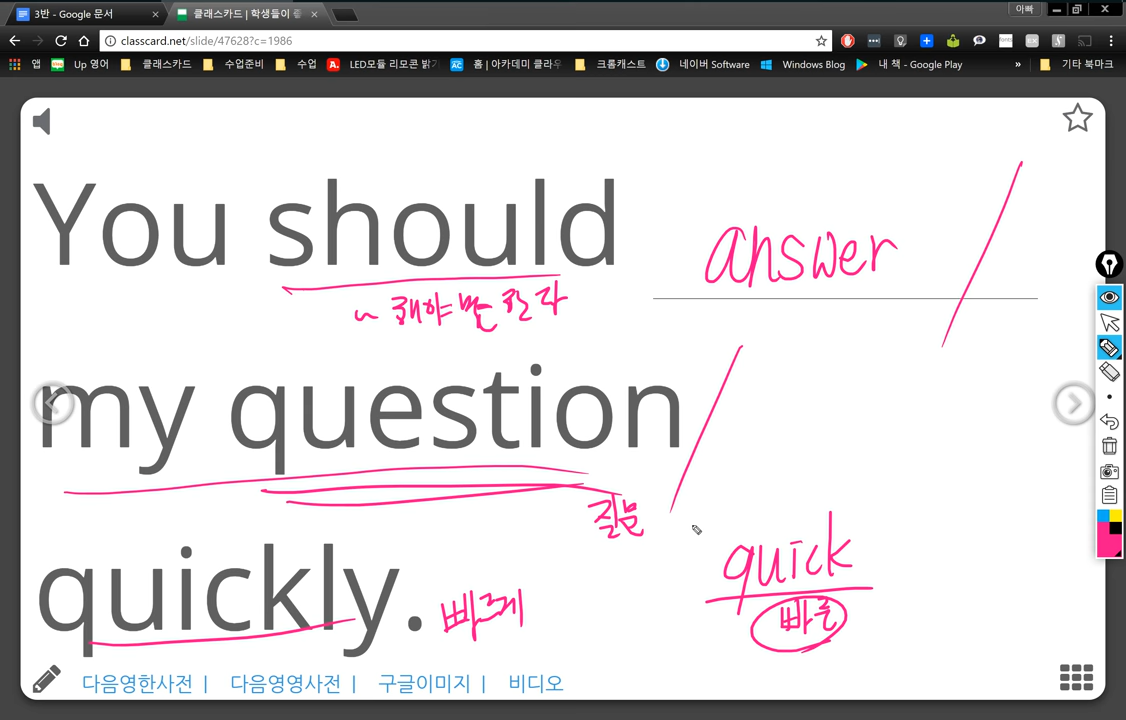 3반 - Google 문서
클래스카드 | 학생들이 즐
아빠
classcard.net/slide/47628?c=1986
앱 Up 영어 클래스카드 수업준비 수업 LED모듈 리모콘 밝기 홈 | 아카데미 클라우 크롬캐스트 네이버 Software Windows Blog 내 책 - Google Play » 기타 북마크
You should answer
~ 해야만 한다
my question
질문
quickly. 빠르게
quick
빠른
다음영한사전 | 다음영영사전 | 구글이미지 | 비디오